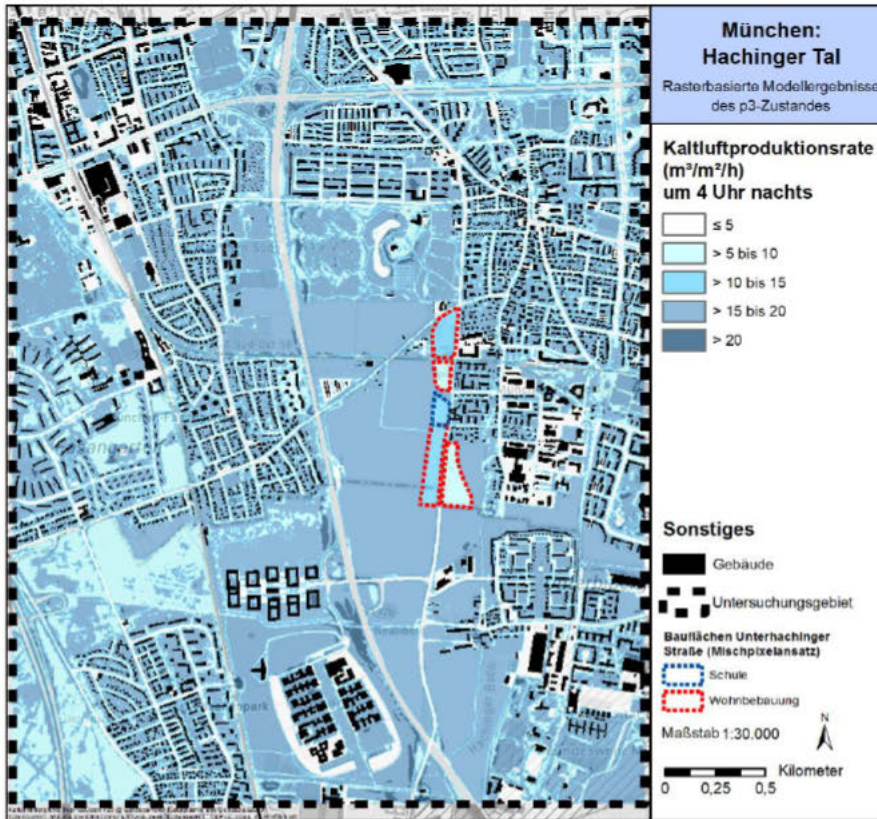 München:
Hachinger Tal
Rasterbasierte Modellergebnisse
des p3-Zustandes
Kaltluftproduktionsrate
(m³/m²/h)
um 4 Uhr nachts
≤ 5
> 5 bis 10
> 10 bis 15
> 15 bis 20
> 20
Sonstiges
Gebäude
Untersuchungsgebiet
Bauflächen Unterhachinger
Straße (Mischpixelansatz)
Schule
Wohnbebauung
Maßstab 1:30.000
N
Kilometer
0 0,25 0,5